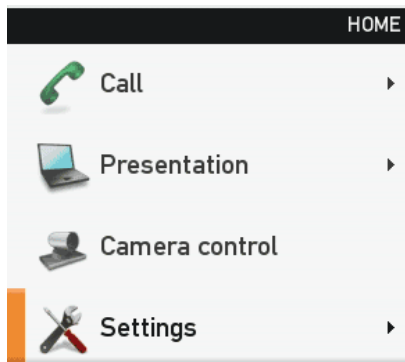 HOME
Call
Presentation
Camera control
Settings